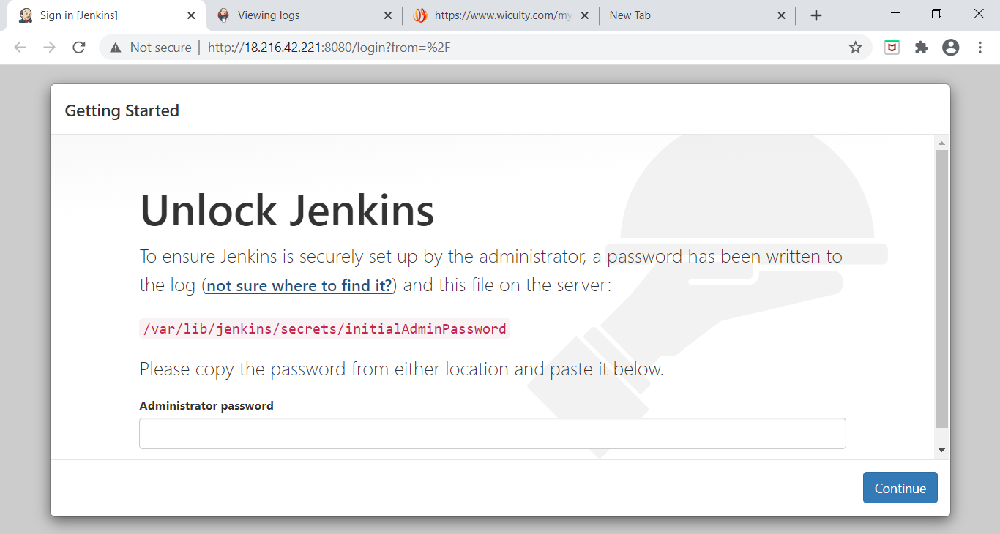 Sign in [Jenkins]
Viewing logs
https://www.wiculty.com/my
New Tab
Not secure | http://18.216.42.221:8080/login?from=%2F
Getting Started
Unlock Jenkins
To ensure Jenkins is securely set up by the administrator, a password has been written to
the log (not sure where to find it?) and this file on the server:
/var/lib/jenkins/secrets/initialAdminPassword
Please copy the password from either location and paste it below.
Administrator password
Continue